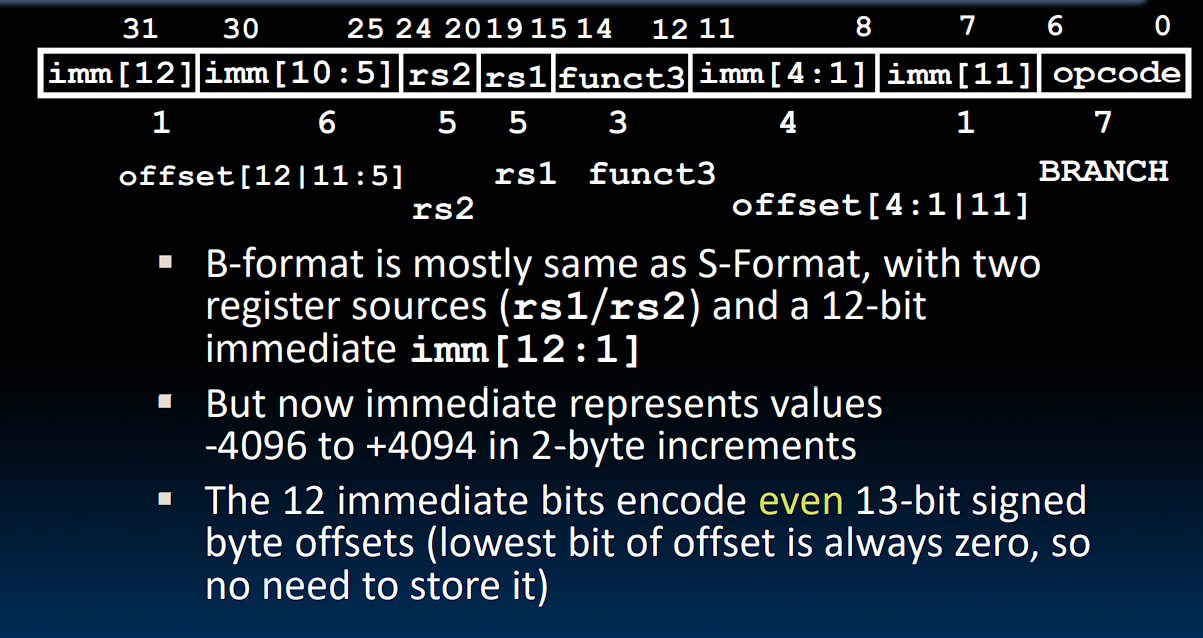 31 30 25 24 20 19 15 14 12 11 8 7 6 0
imm[12] imm[10:5] rs2 rs1 funct3 imm[4:1] imm[11] opcode
1 6 5 5 3 4 1 7
offset[12|11:5] rs2 rs1 funct3 offset[4:1|11] BRANCH
▪ B-format is mostly same as S-Format, with two
register sources (rs1/rs2) and a 12-bit
immediate imm[12:1]
▪ But now immediate represents values
-4096 to +4094 in 2-byte increments
▪ The 12 immediate bits encode even 13-bit signed
byte offsets (lowest bit of offset is always zero, so
no need to store it)